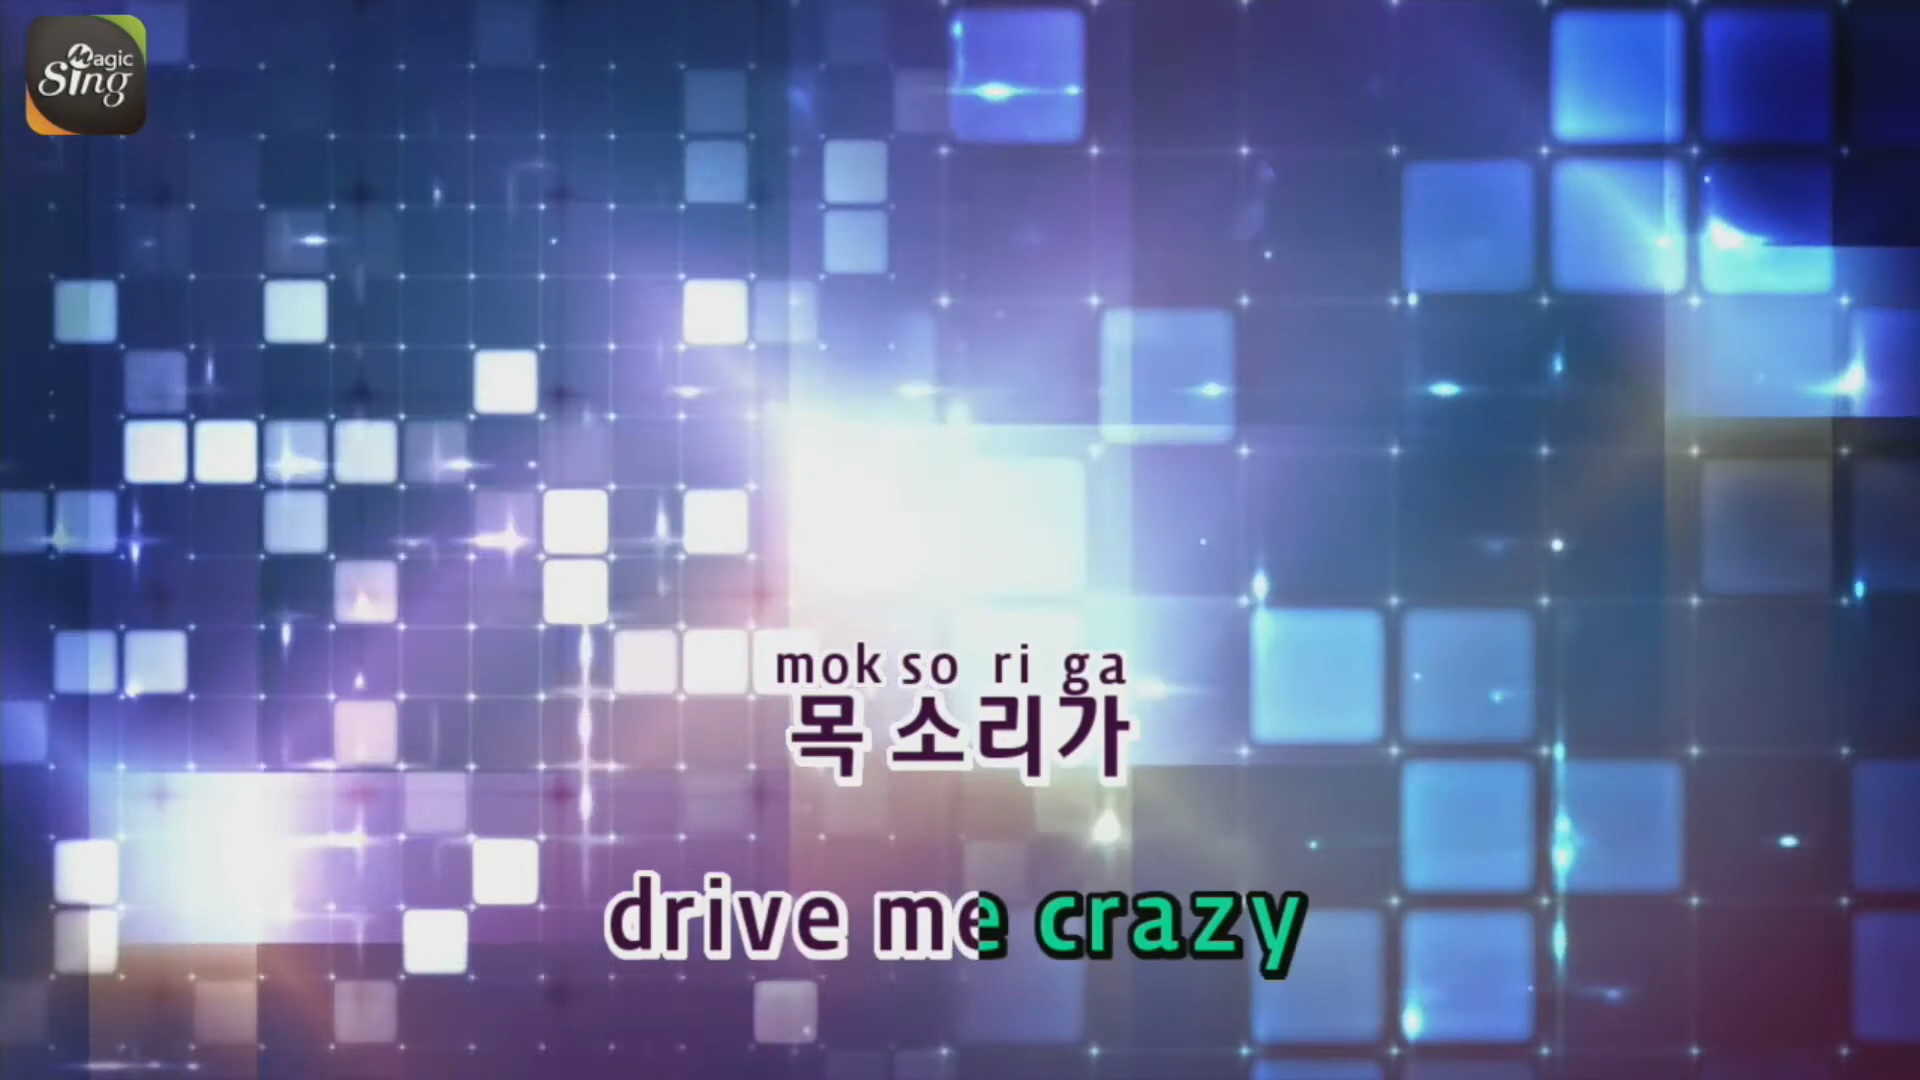 Magic
Sing
mok so ri ga
목 소리가
drive me crazy